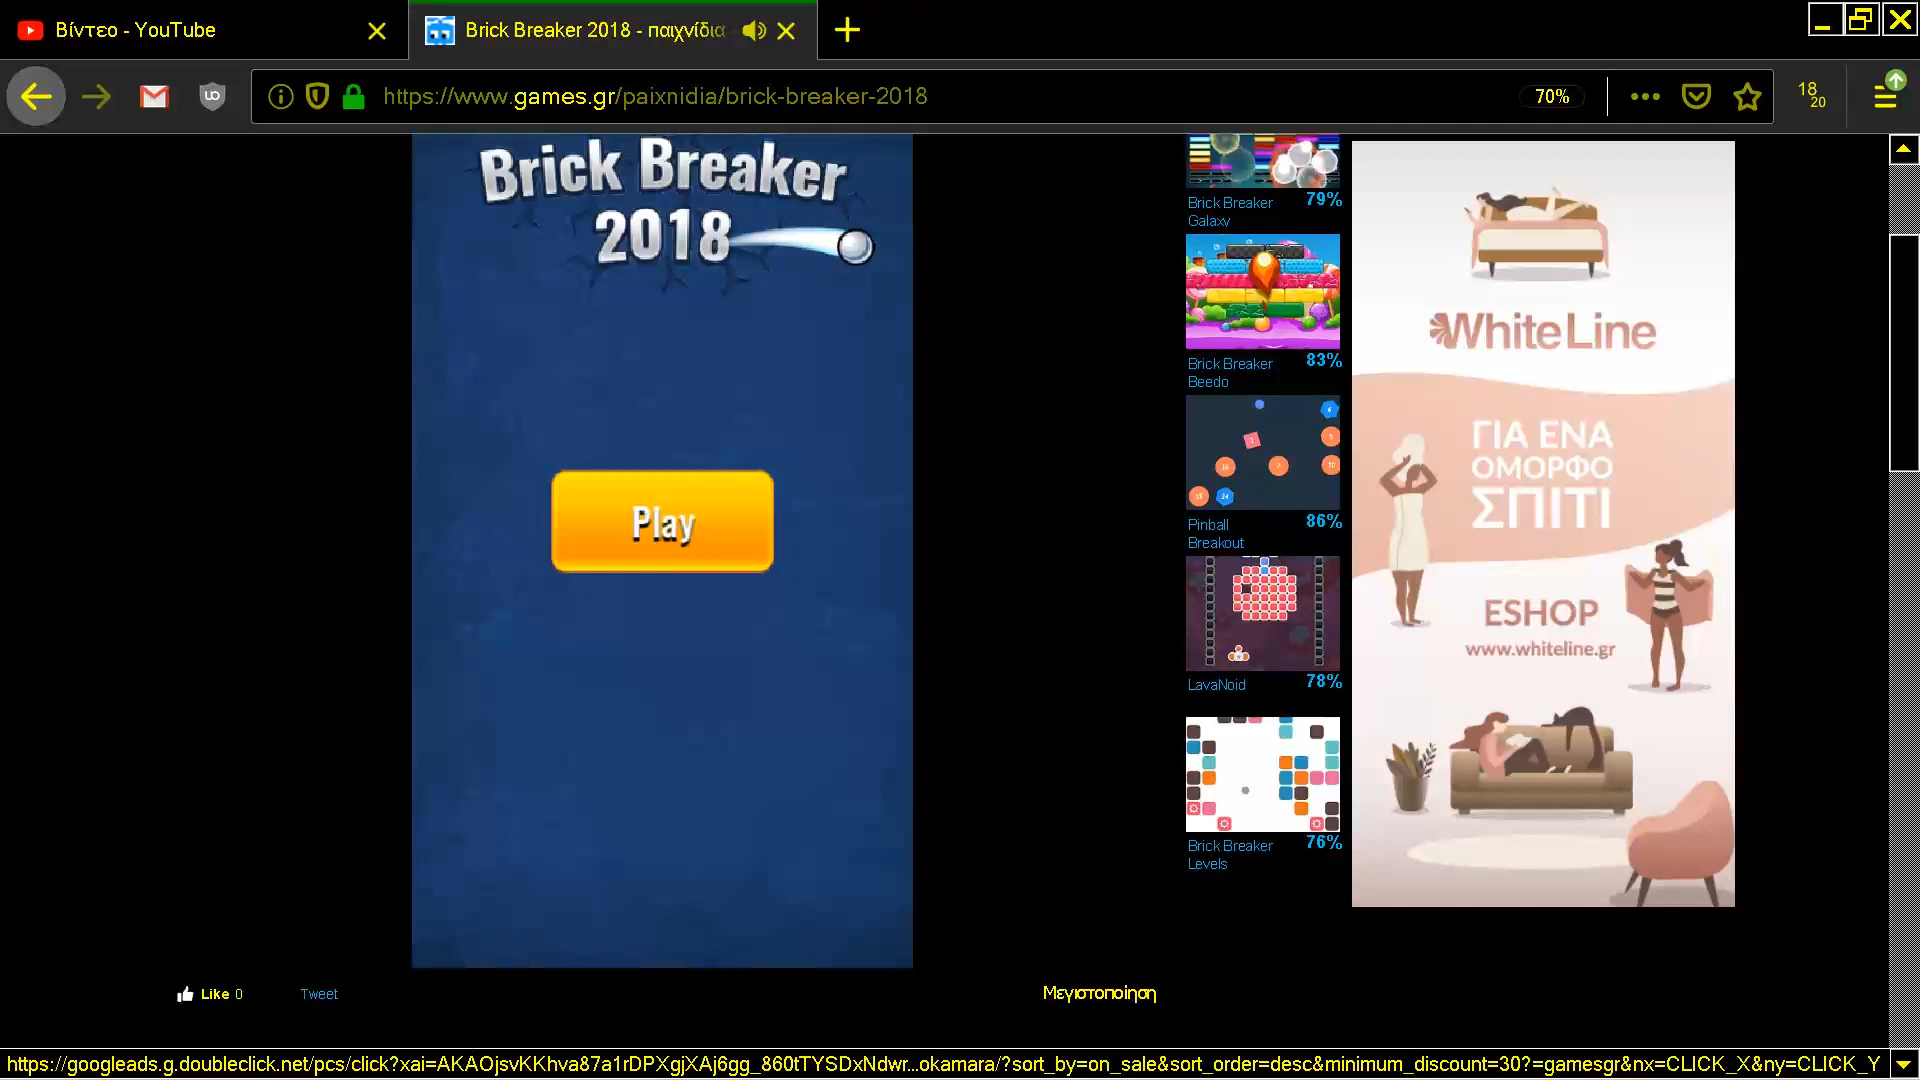 Βίντεο - YouTube
Brick Breaker 2018 - παιχνίδια
https://www.games.gr/paixnidia/brick-breaker-2018
70%
18
20
Brick Breaker
2018
Play
Brick Breaker
Galaxy
79%
Brick Breaker
Beedo
83%
Pinball
Breakout
86%
LavaNoid
78%
Brick Breaker
Levels
76%
WhiteLine
ΓΙΑ ΕΝΑ
ΟΜΟΡΦΟ
ΣΠΙΤΙ
ESHOP
www.whiteline.gr
Like 0
Tweet
Μεγιστοποίηση
https://googleads.g.doubleclick.net/pcs/click?xai=AKAOjsvKKhva87a1rDPXgjXAj6gg_860tTYSDxNdwr...okamara/?sort_by=on_sale&sort_order=desc&minimum_discount=30?=gamesgr&nx=CLICK_X&ny=CLICK_Y